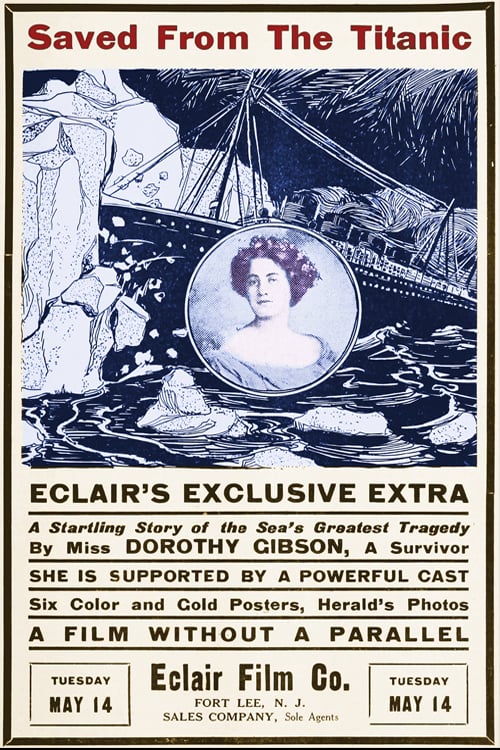 Saved From The Titanic
ECLAIR'S EXCLUSIVE EXTRA
A Startling Story of the Sea's Greatest Tragedy
By Miss DOROTHY GIBSON, A Survivor
SHE IS SUPPORTED BY A POWERFUL CAST
Six Color and Gold Posters, Herald's Photos
A FILM WITHOUT A PARALLEL
TUESDAY
MAY 14
Eclair Film Co.
FORT LEE, N. J.
SALES COMPANY, Sole Agents
TUESDAY
MAY 14